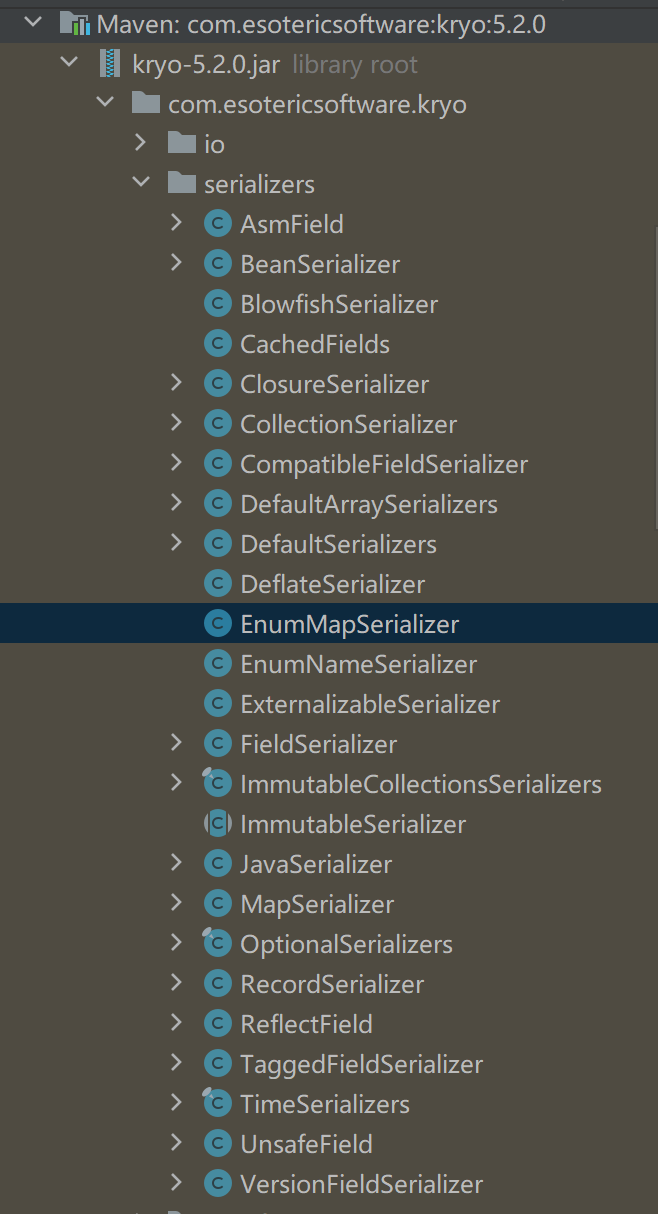 Maven: com.esotericsoftware:kryo:5.2.0
kryo-5.2.0.jar library root
com.esotericsoftware.kryo
io
serializers
AsmField
BeanSerializer
BlowfishSerializer
CachedFields
ClosureSerializer
CollectionSerializer
CompatibleFieldSerializer
DefaultArraySerializers
DefaultSerializers
DeflateSerializer
EnumMapSerializer
EnumNameSerializer
ExternalizableSerializer
FieldSerializer
ImmutableCollectionsSerializers
ImmutableSerializer
JavaSerializer
MapSerializer
OptionalSerializers
RecordSerializer
ReflectField
TaggedFieldSerializer
TimeSerializers
UnsafeField
VersionFieldSerializer